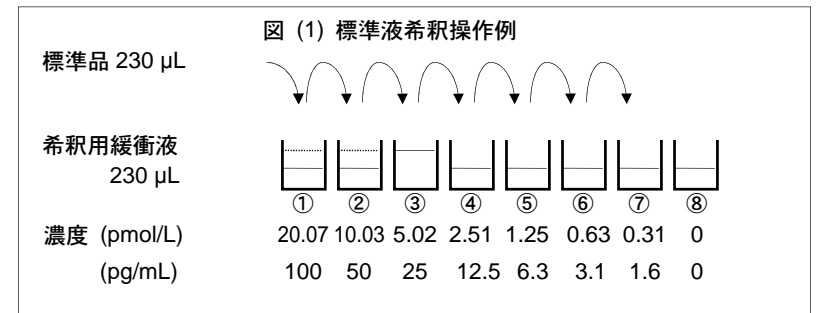 図 (1) 標準液希釈操作例
標準品 230 µL
希釈用緩衝液
230 µL
① ② ③ ④ ⑤ ⑥ ⑦ ⑧
濃度 (pmol/L) 20.07 10.03 5.02 2.51 1.25 0.63 0.31 0
(pg/mL) 100 50 25 12.5 6.3 3.1 1.6 0